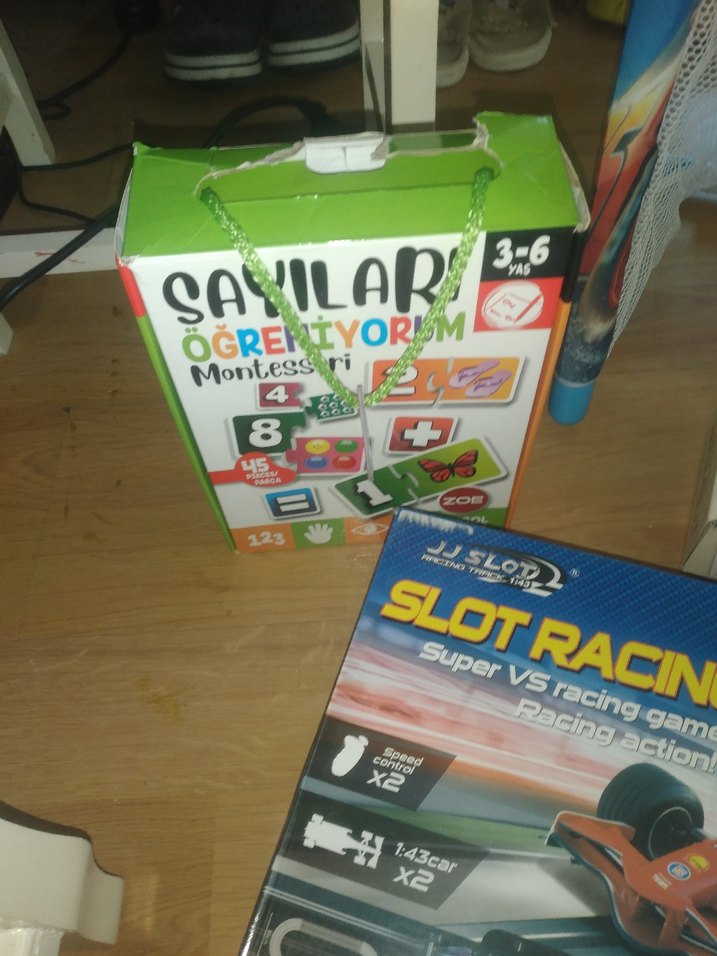 3-6
YAŞ
SAYILARI
ÖĞRENİYORUM
Montessori
2
4
8
+
45
PIECES/
PARÇA
=
1
ZOE
123
JJ SLOT
RACING TRACK 1:43
®
SLOT RACING
Super VS racing game
Racing action!
Speed
control
X2
1:43car
X2